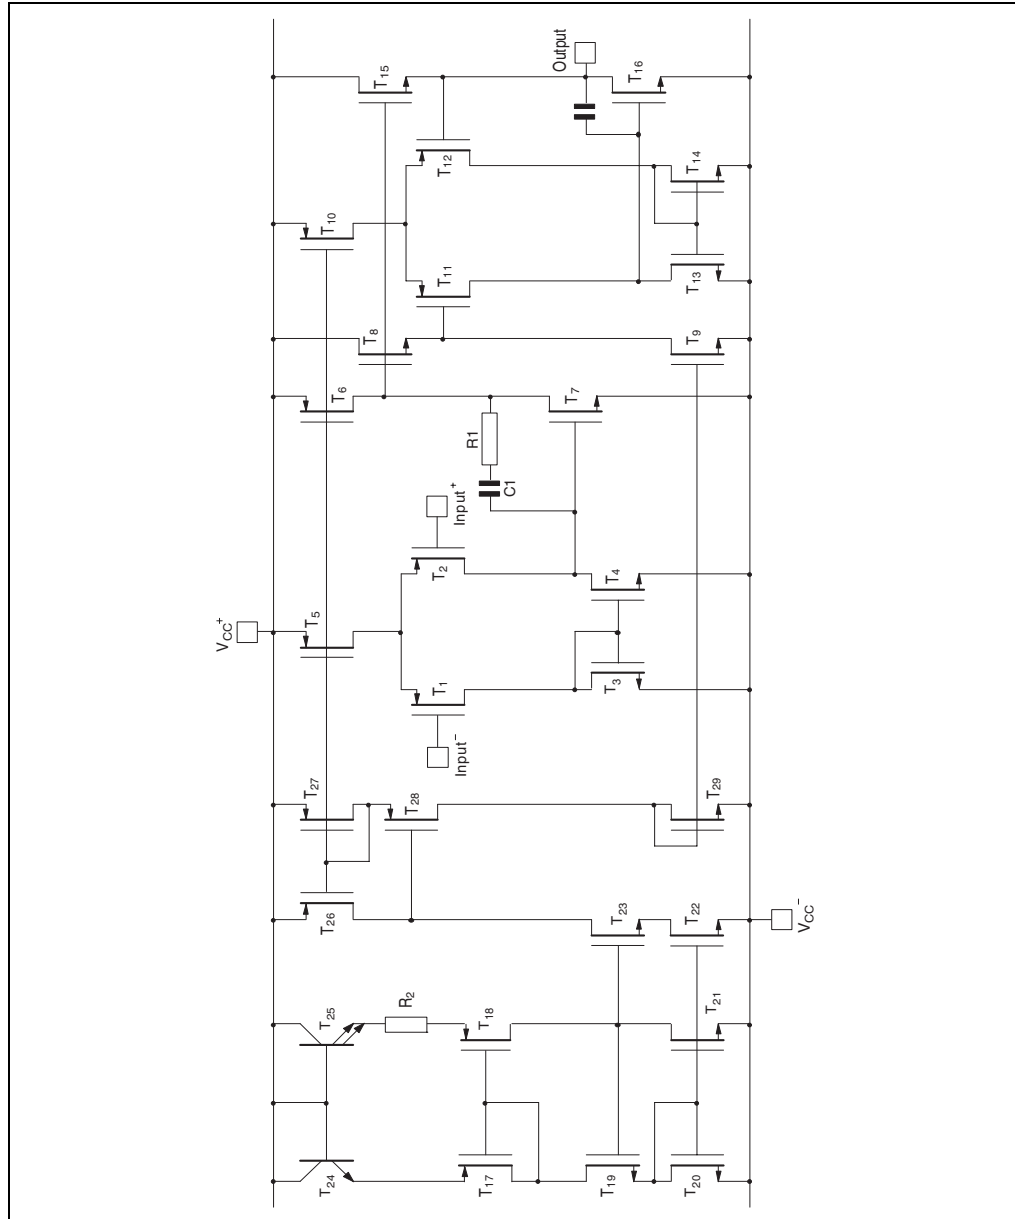 Output
T15
T16
T12
T14
T10
T11
T13
T8
T9
T6
T7
R1
C1
Input+
T2
T4
VCC+
T5
T1
T3
Input-
T27
T28
T29
T26
T23
T22
VCC-
T25
R2
T18
T21
T24
T17
T19
T20